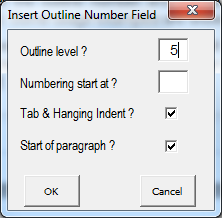 Insert Outline Number Field
Outline level ? 5
Numbering start at ?
Tab & Hanging Indent ?
Start of paragraph ?
OK Cancel